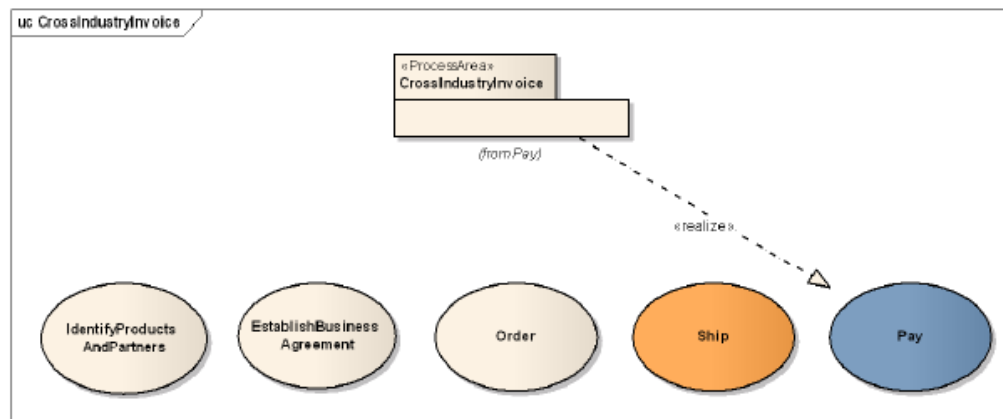 uc CrossIndustryInvoice
«ProcessArea»
CrossIndustryInvoice
(from Pay)
«realize»
IdentifyProducts
AndPartners
EstablishBusiness
Agreement
Order
Ship
Pay